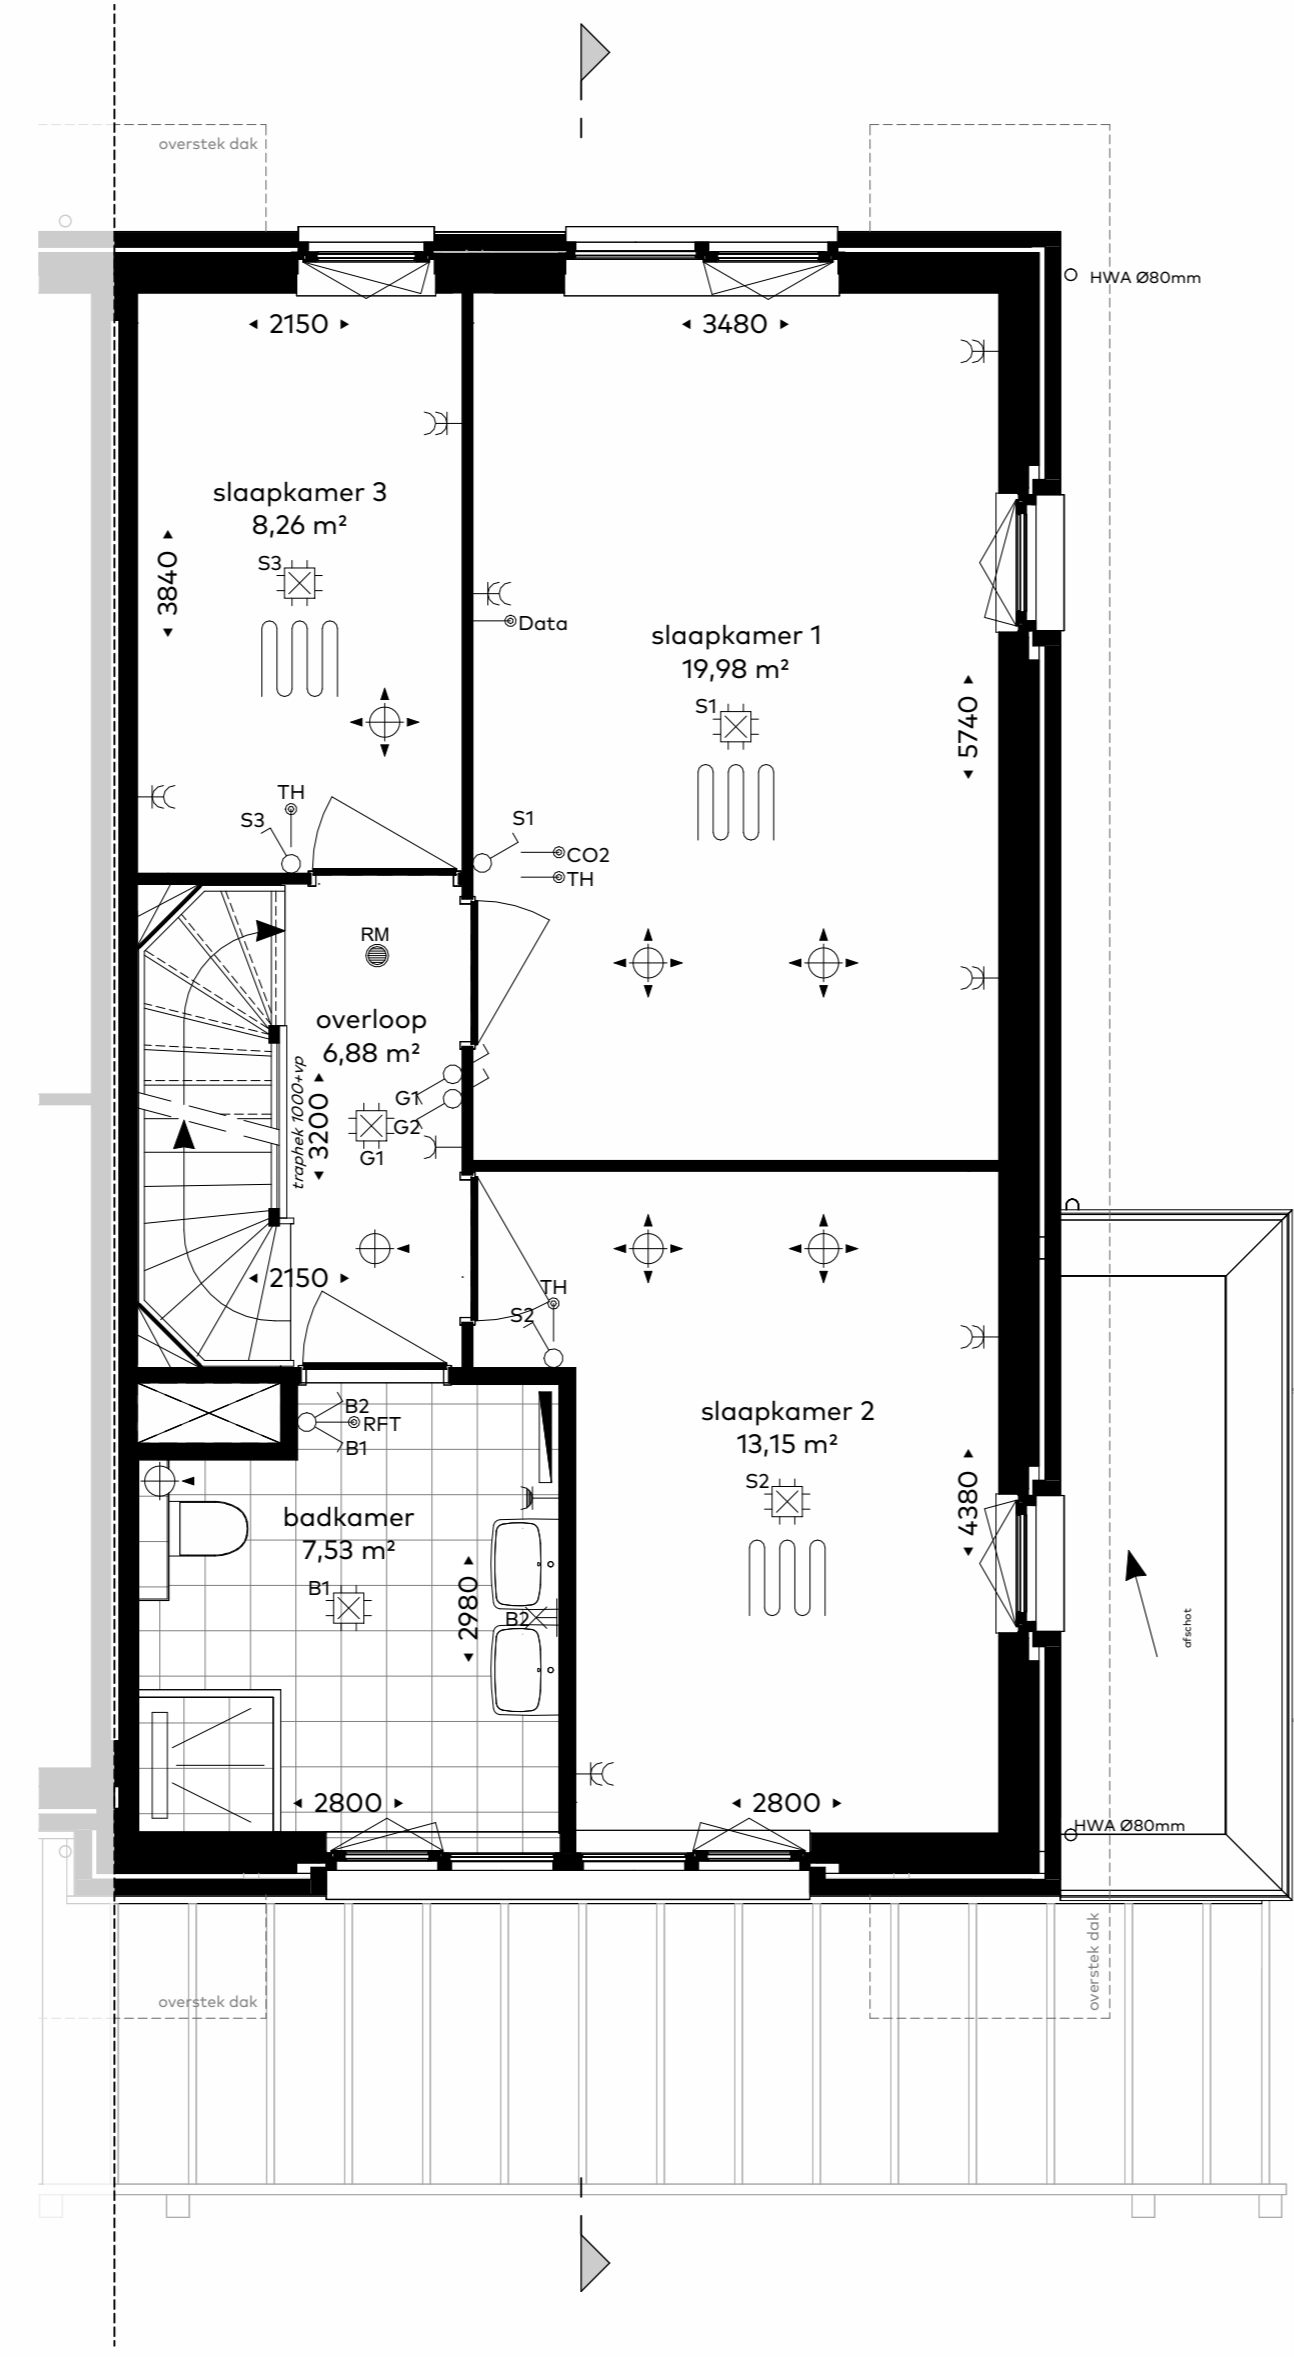 overstek dak
HWA Ø80mm
2150
3480
slaapkamer 3
8,26 m²
S3
3840
Data
slaapkamer 1
19,98 m²
S1
5740
TH
S3
S1
CO2
TH
RM
overloop
6,88 m²
traphek 1000+vp
3200
G1
G2
G1
2150
TH
S2
B2
RFT
B1
slaapkamer 2
13,15 m²
S2
4380
badkamer
7,53 m²
B1
2980
B2
afschot
2800
2800
HWA Ø80mm
overstek dak
overstek dak